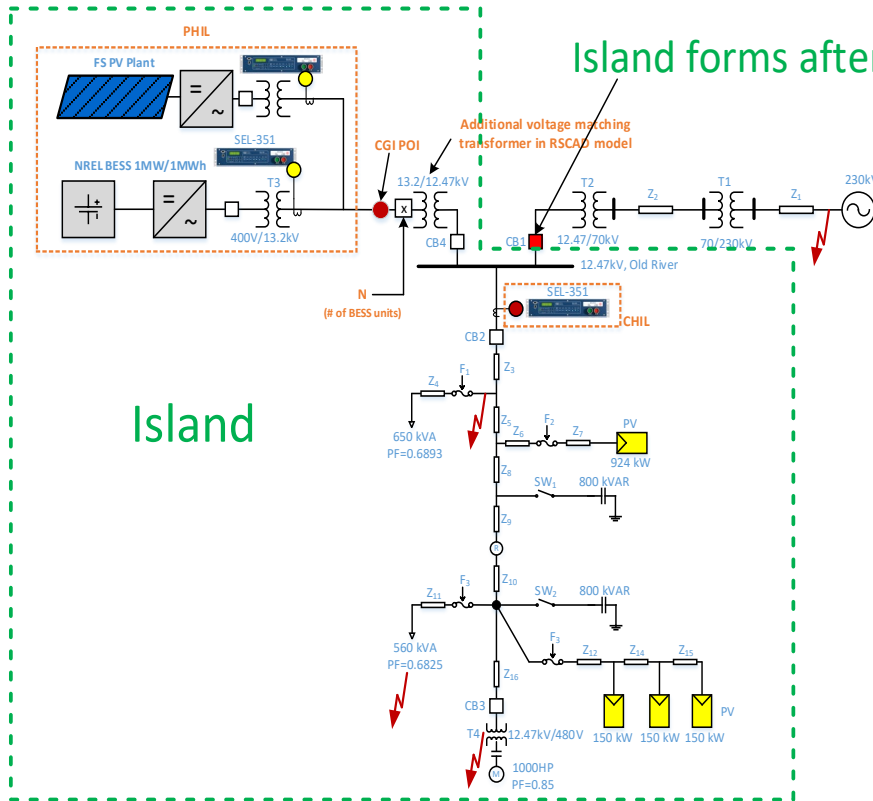 PHIL
FS PV Plant
SEL-351
NREL BESS 1MW/1MWh
T3
400V/13.2kV
CGI POI
Additional voltage matching
transformer in RSCAD model
13.2/12.47kV
X
CB4
N
(# of BESS units)
Island forms after
T2
Z2
T1
Z1
230kV
12.47/70kV
70/230kV
CB1
12.47kV, Old River
SEL-351
CHIL
CB2
Z3
Z4
F1
650 kVA
PF=0.6893
Z5
Z6
F2
Z7
PV
924 kW
Z8
SW1
800 kVAR
Z9
R
Island
Z10
Z11
F3
SW2
800 kVAR
560 kVA
PF=0.6825
F3
Z12
Z14
Z15
Z16
PV
150 kW
150 kW
150 kW
CB3
T4
12.47kV/480V
M
1000HP
PF=0.85